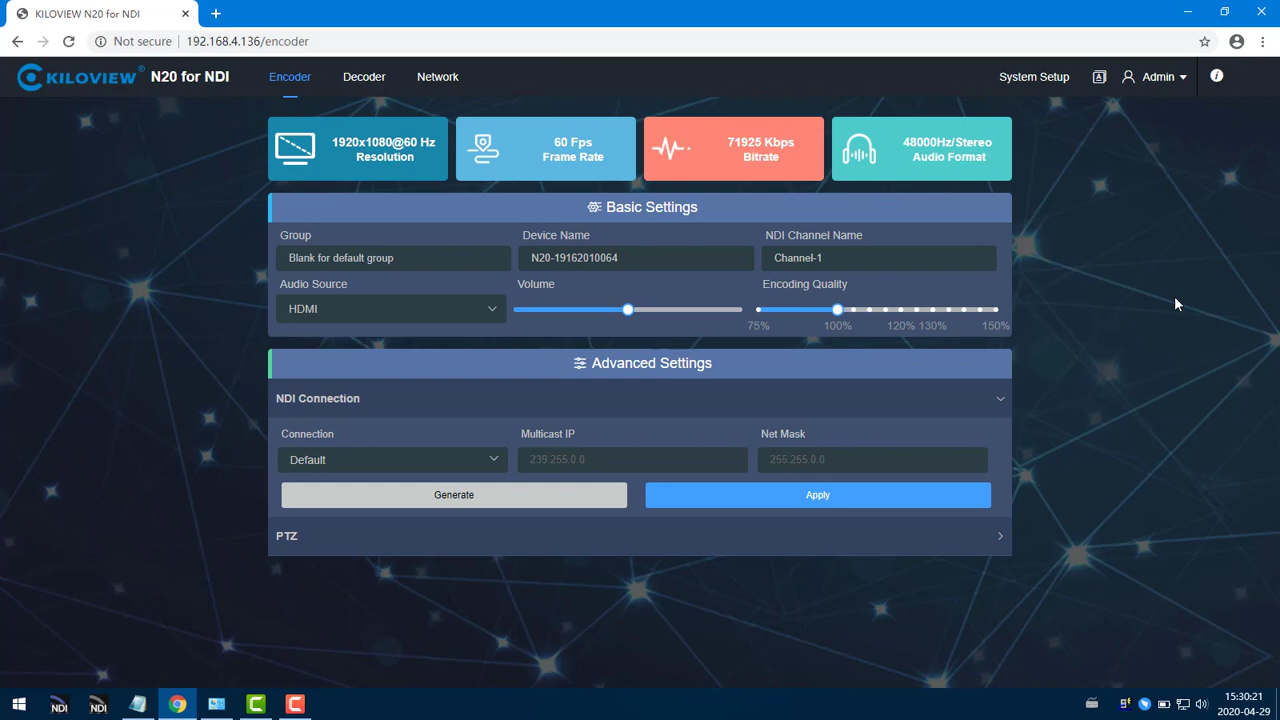 KILOVIEW N20 for NDI
Not secure
192.168.4.136/encoder
KILOVIEW® N20 for NDI
Encoder
Decoder
Network
System Setup
A
Admin
1920x1080@60 Hz
Resolution
60 Fps
Frame Rate
71925 Kbps
Bitrate
48000Hz/Stereo
Audio Format
Basic Settings
Group
Device Name
NDI Channel Name
Blank for default group
N20-19162010064
Channel-1
Audio Source
Volume
Encoding Quality
HDMI
75% 100% 120% 130% 150%
Advanced Settings
NDI Connection
Connection
Multicast IP
Net Mask
Default
239.255.0.0
255.255.0.0
Generate
Apply
PTZ
NDI
NDI
15:30:21
2020-04-29